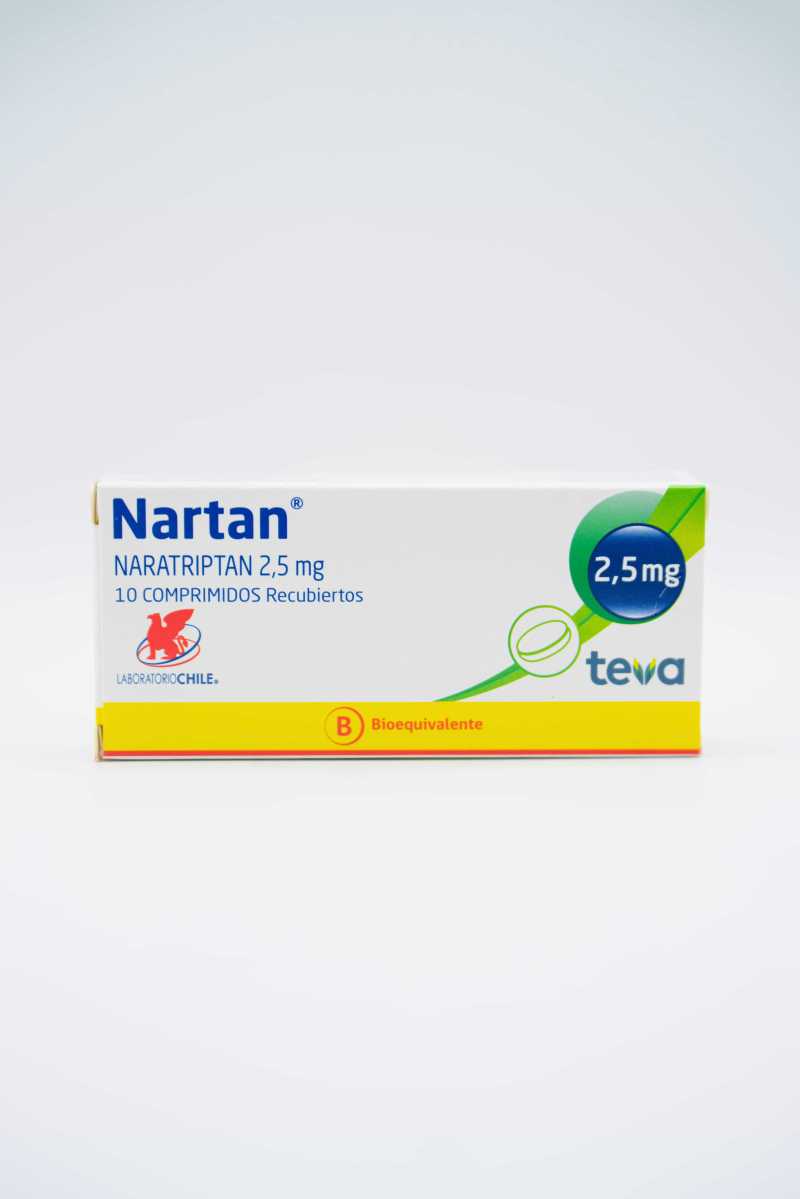 Nartan®
NARATRIPTAN 2,5 mg
10 COMPRIMIDOS Recubiertos
LABORATORIOCHILE®
2,5mg
teva
B Bioequivalente